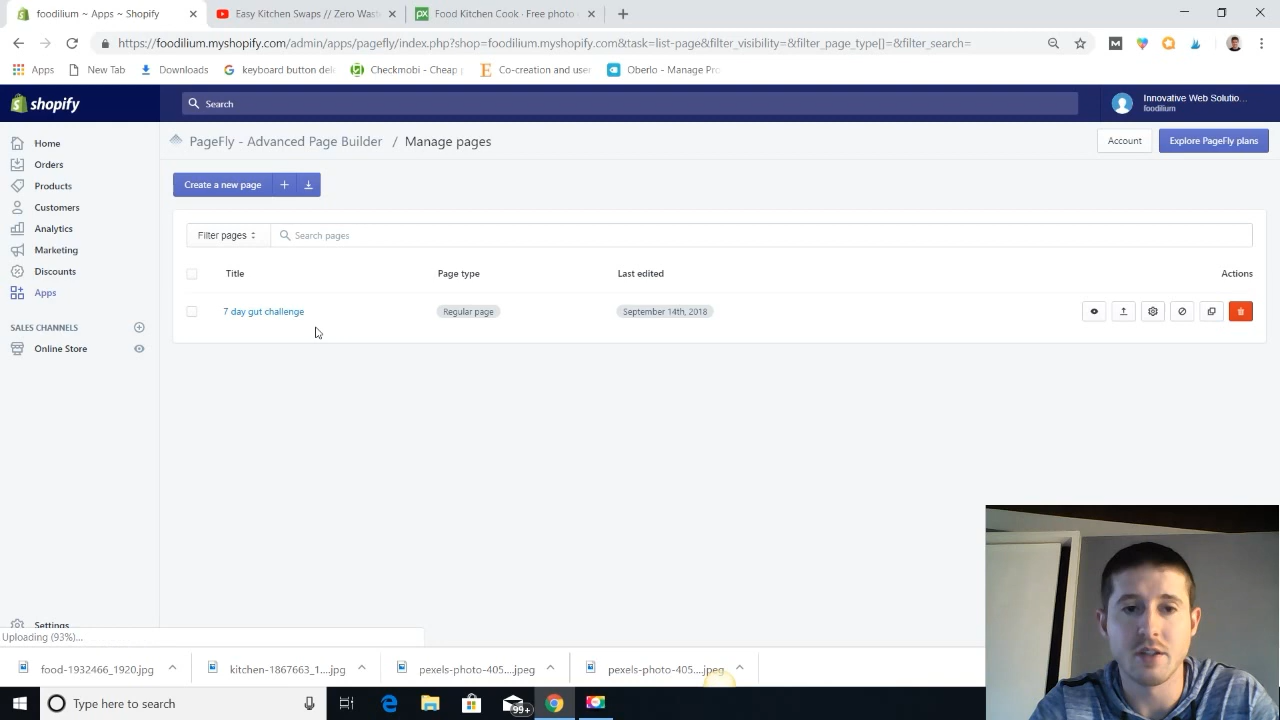 foodilium ~ Apps ~ Shopify
Easy Kitchen Swaps // Zero Wast
Food Kitchen Cook · Free photo
https://foodilium.myshopify.com/admin/apps/pagefly/index.php?shop=foodilium.myshopify.com&task=list-page&filter_visibility=&filter_page_type[]=&filter_search=
Apps
New Tab
Downloads
keyboard button del
Checkmobi - Cheap p
Co-creation and user
Oberlo - Manage Pro
shopify
Search
Innovative Web Solutio...
foodilium
Home
Orders
Products
Customers
Analytics
Marketing
Discounts
Apps
SALES CHANNELS
Online Store
Settings
PageFly - Advanced Page Builder / Manage pages
Account
Explore PageFly plans
Create a new page
Filter pages
Search pages
Title
Page type
Last edited
Actions
7 day gut challenge
Regular page
September 14th, 2018
Uploading (93%)...
food-1932466_1920.jpg
kitchen-1867663_1....jpg
pexels-photo-405....jpeg
pexels-photo-405....jpeg
Type here to search
99+